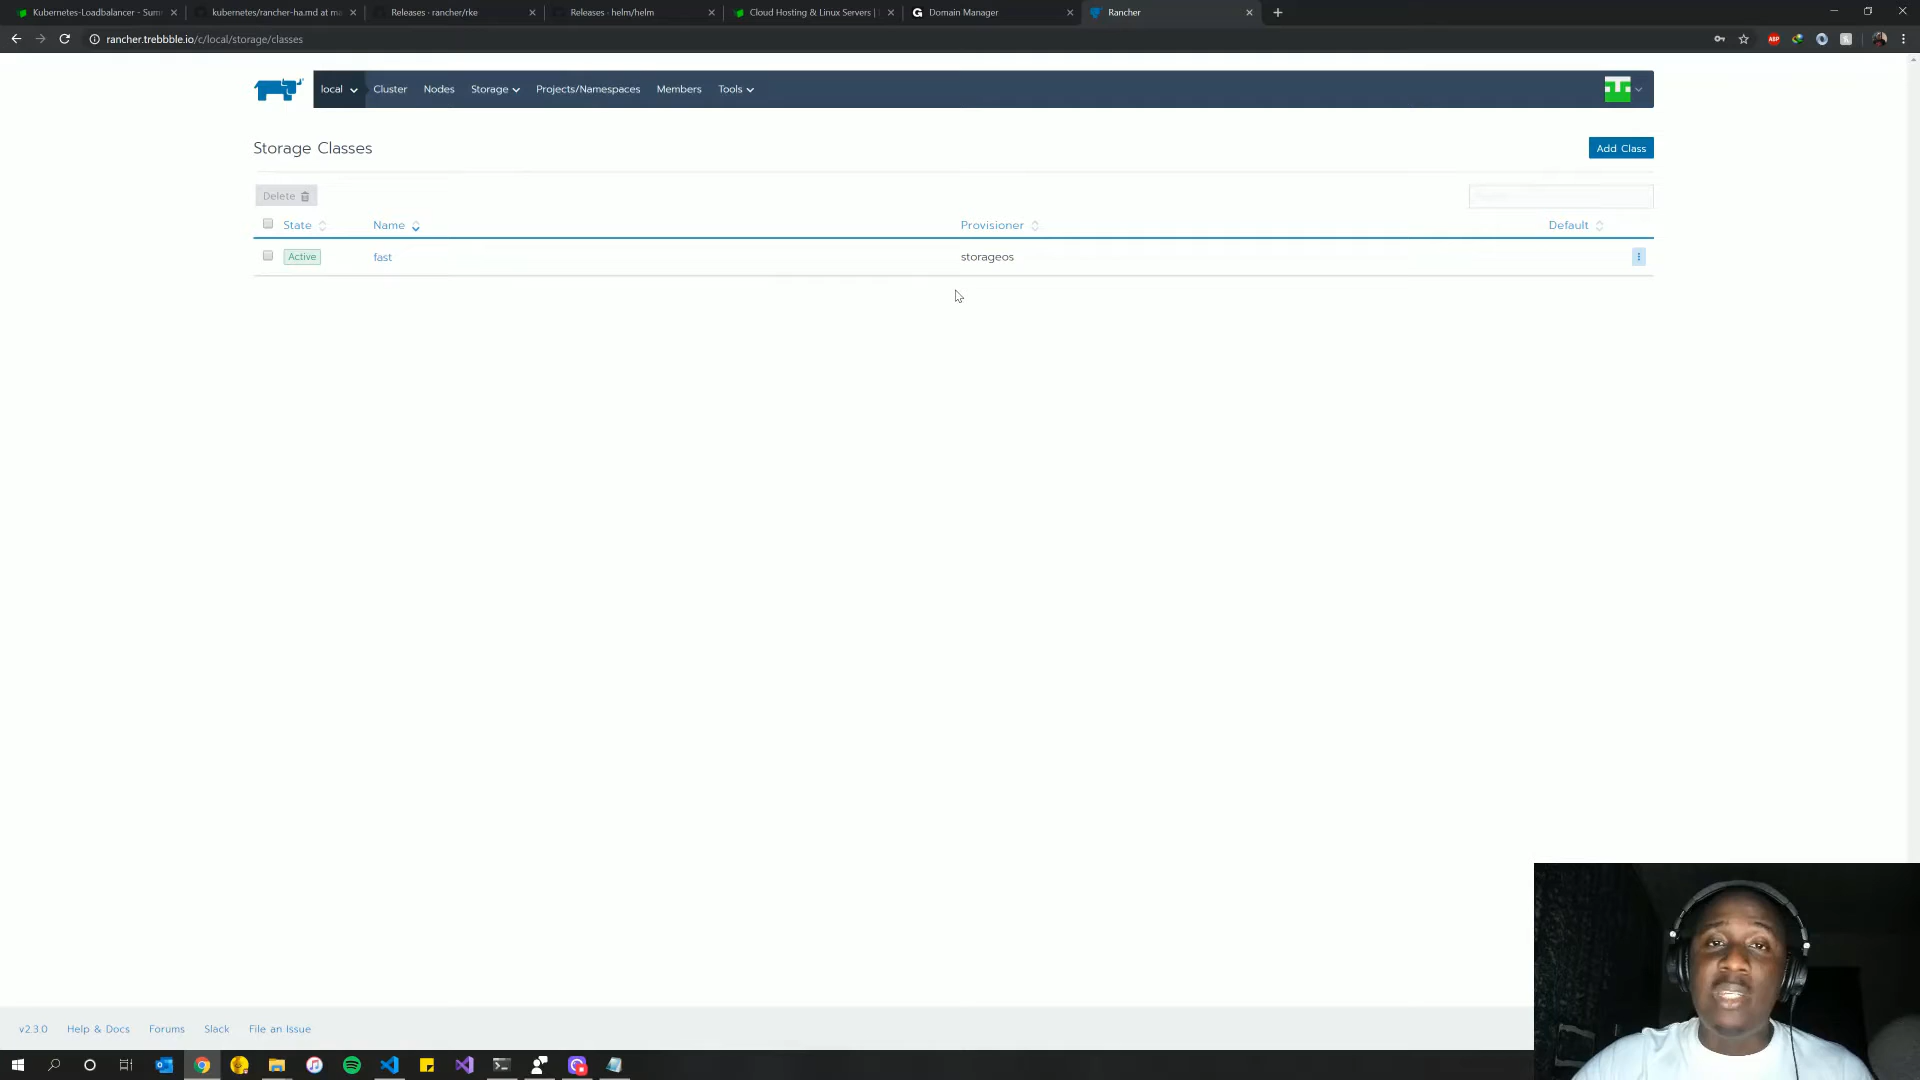 Kubernetes-Loadbalancer - Sum
kubernetes/rancher-ha.md at ma
Releases · rancher/rke
Releases · helm/helm
Cloud Hosting & Linux Servers |
Domain Manager
Rancher
rancher.trebbble.io/c/local/storage/classes
ABP
local
Cluster
Nodes
Storage
Projects/Namespaces
Members
Tools
Storage Classes
Add Class
Delete
State
Name
Provisioner
Default
Active
fast
storageos
v2.3.0
Help & Docs
Forums
Slack
File an Issue